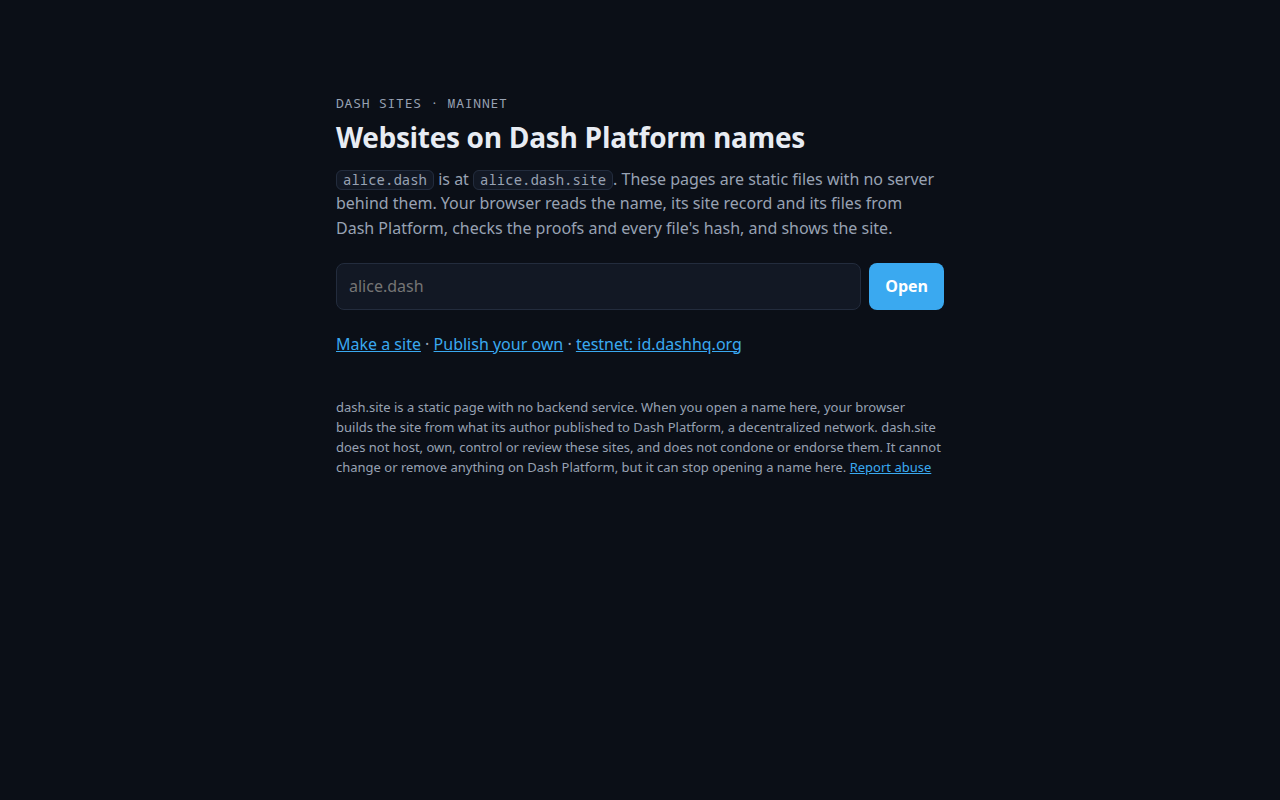 DASH SITES · MAINNET
Websites on Dash Platform names
alice.dash is at alice.dash.site. These pages are static files with no server
behind them. Your browser reads the name, its site record and its files from
Dash Platform, checks the proofs and every file's hash, and shows the site.
alice.dash Open
Make a site · Publish your own · testnet: id.dashhq.org
dash.site is a static page with no backend service. When you open a name here, your browser
builds the site from what its author published to Dash Platform, a decentralized network. dash.site
does not host, own, control or review these sites, and does not condone or endorse them. It cannot
change or remove anything on Dash Platform, but it can stop opening a name here. Report abuse